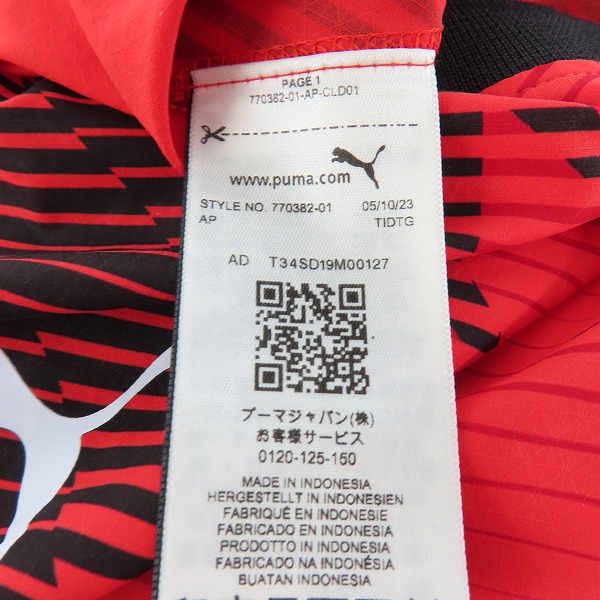 PAGE 1
770382-01-AP-CLD01
www.puma.com
STYLE NO. 770382-01 05/10/23
AP TIDTG
AD T34SD19M00127
プーマジャパン(株)
お客様サービス
0120-125-150
MADE IN INDONESIA
HERGESTELLT IN INDONESIEN
FABRIQUÉ EN INDONESIE
FABRICADO EN INDONESIA
PRODOTTO IN INDONESIA
FABRICADO NA INDONÉSIA
BUATAN INDONESIA